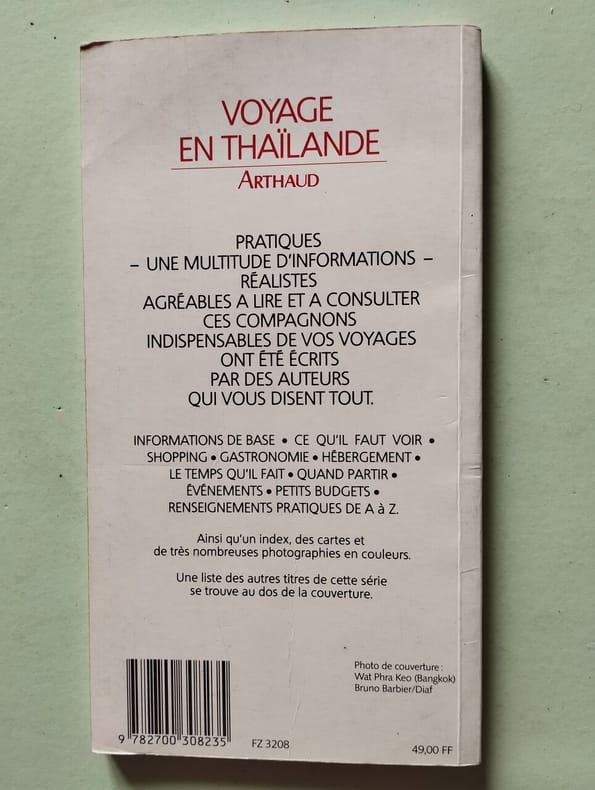 VOYAGE
EN THAÏLANDE
ARTHAUD
PRATIQUES
– UNE MULTITUDE D'INFORMATIONS –
RÉALISTES
AGRÉABLES A LIRE ET A CONSULTER
CES COMPAGNONS
INDISPENSABLES DE VOS VOYAGES
ONT ÉTÉ ÉCRITS
PAR DES AUTEURS
QUI VOUS DISENT TOUT.
INFORMATIONS DE BASE • CE QU'IL FAUT VOIR •
SHOPPING • GASTRONOMIE • HÉBERGEMENT •
LE TEMPS QU'IL FAIT • QUAND PARTIR •
ÉVÉNEMENTS • PETITS BUDGETS •
RENSEIGNEMENTS PRATIQUES DE A à Z.
Ainsi qu'un index, des cartes et
de très nombreuses photographies en couleurs.
Une liste des autres titres de cette série
se trouve au dos de la couverture.
Photo de couverture :
Wat Phra Keo (Bangkok)
Bruno Barbier/Diaf
9 782700 308235
FZ 3208
49,00 FF